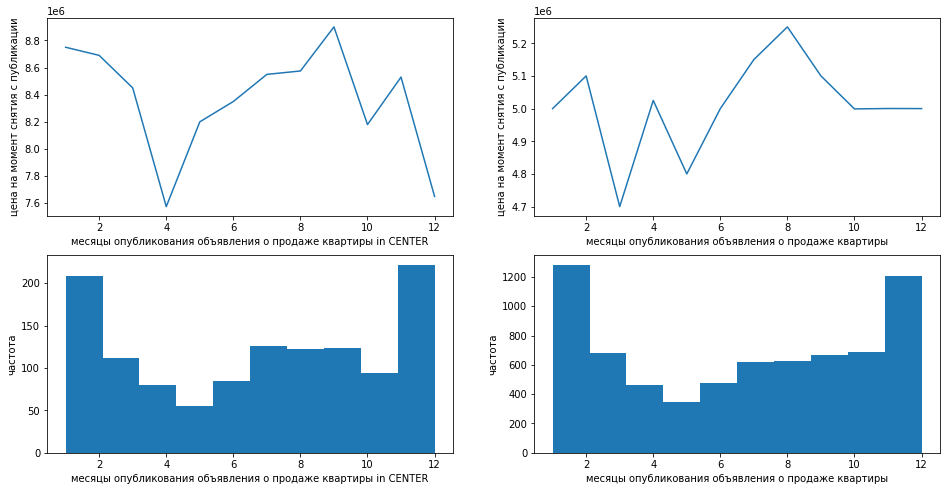 1e6
цена на момент снятия с публикации
8.8
8.6
8.4
8.2
8.0
7.8
7.6
2 4 6 8 10 12
месяцы опубликования объявления о продаже квартиры in CENTER
1e6
цена на момент снятия с публикации
5.2
5.1
5.0
4.9
4.8
4.7
2 4 6 8 10 12
месяцы опубликования объявления о продаже квартиры
частота
200
150
100
50
0
2 4 6 8 10 12
месяцы опубликования объявления о продаже квартиры in CENTER
частота
1200
1000
800
600
400
200
0
2 4 6 8 10 12
месяцы опубликования объявления о продаже квартиры